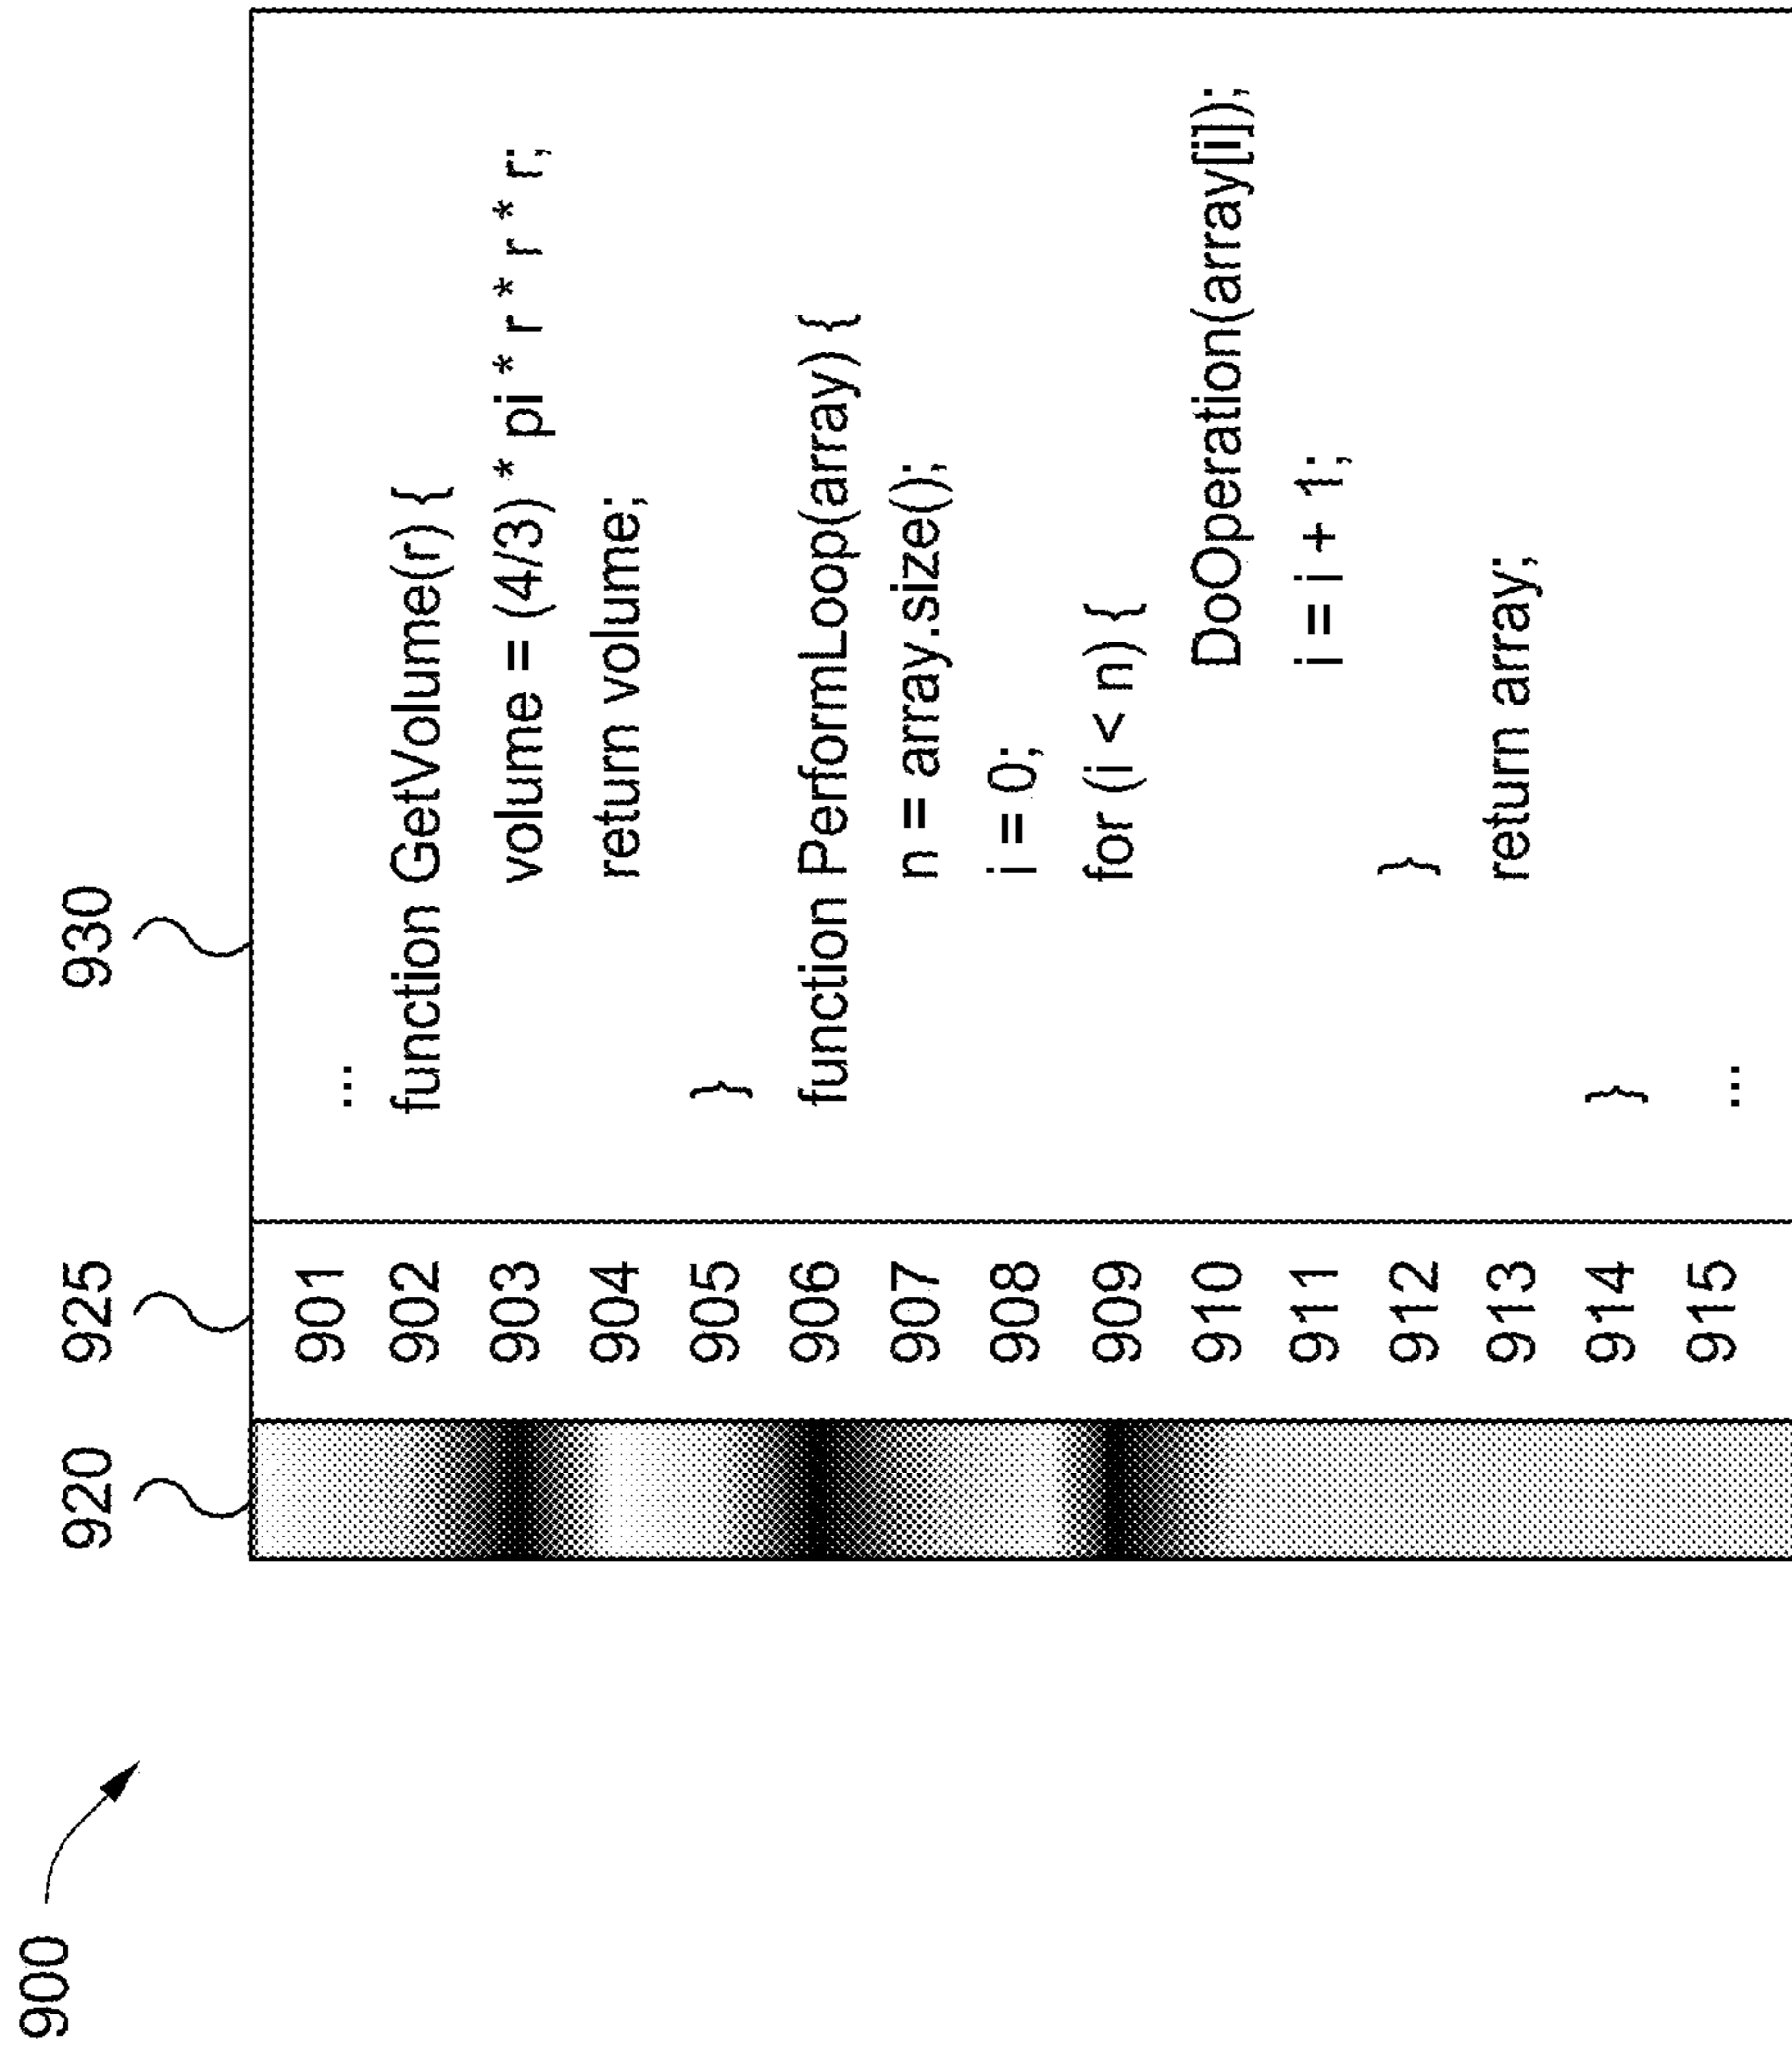 900
920 925 930
901 ...
902 function GetVolume(r) {
903 volume = (4/3) * pi * r * r * r;
904 return volume;
905 }
906 function PerformLoop(array) {
907 n = array.size();
908 i = 0;
909 for (i < n) {
910 DoOperation(array[i]);
911 i = i + 1;
912 }
913 return array;
914 }
915 ...